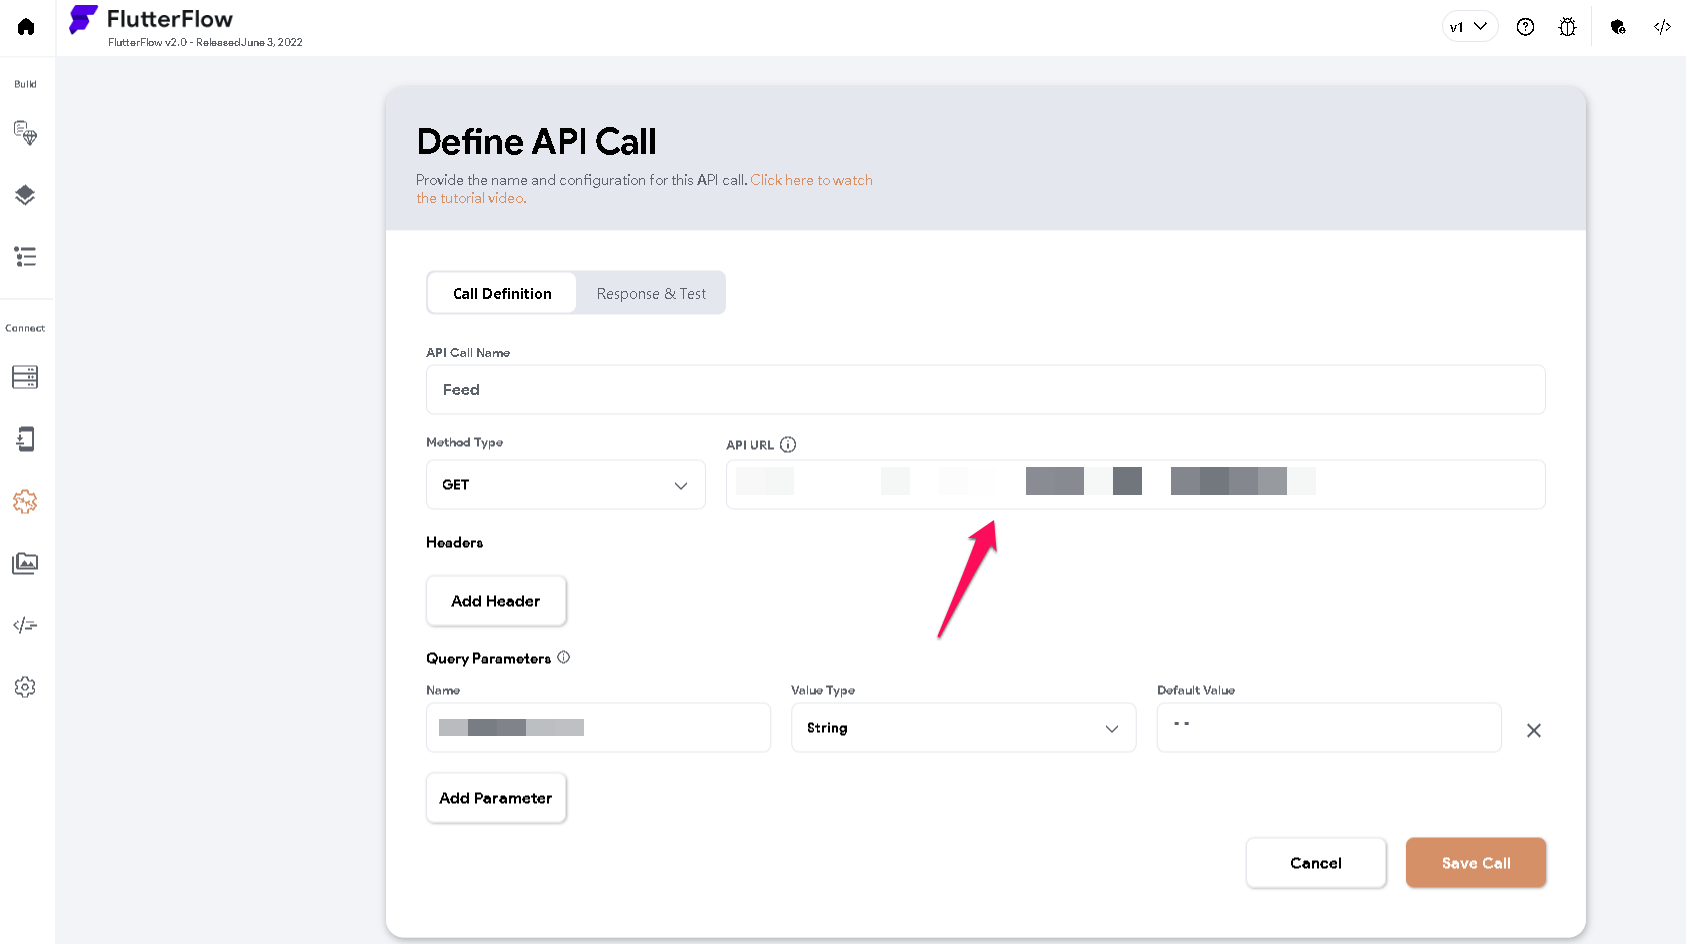 FlutterFlow
FlutterFlow v2.0 - Released June 3, 2022
v1
Build
Connect
Define API Call
Provide the name and configuration for this API call. Click here to watch
the tutorial video.
Call Definition
Response & Test
API Call Name
Feed
Method Type
API URL
GET
Headers
Add Header
Query Parameters
Name
Value Type
Default Value
String
--
Add Parameter
Cancel
Save Call